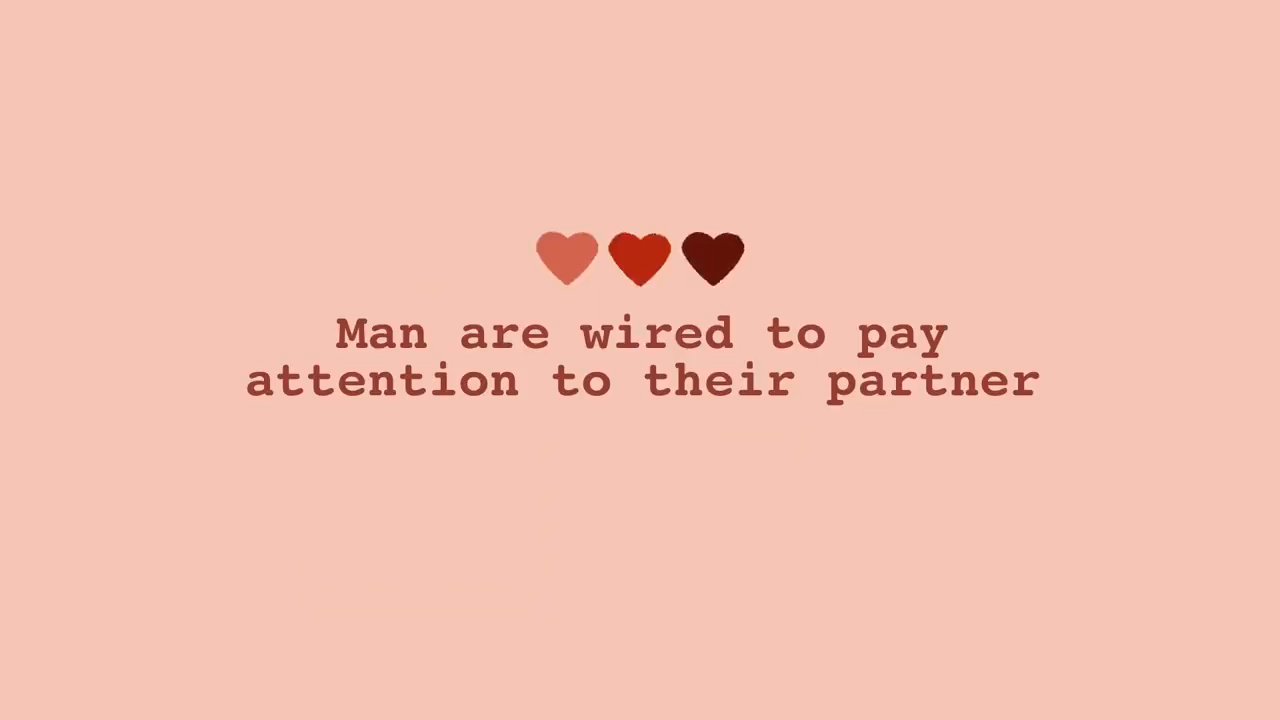 Man are wired to pay
attention to their partner